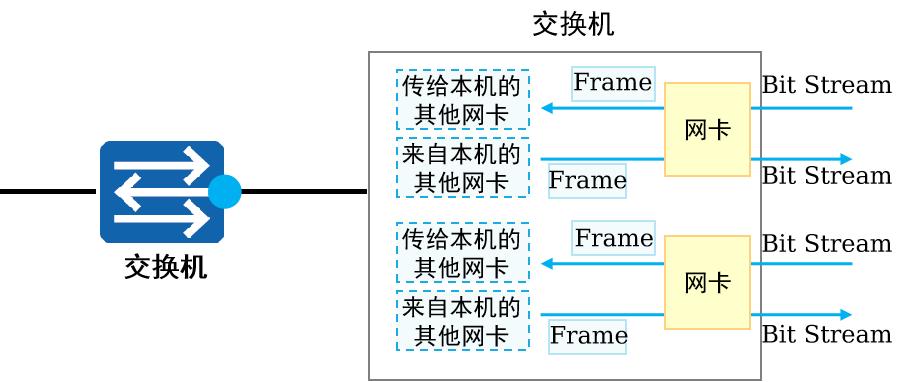 交换机
传给本机的
其他网卡
Frame
Bit Stream
网卡
来自本机的
其他网卡
Frame
Bit Stream
传给本机的
其他网卡
Frame
Bit Stream
网卡
来自本机的
其他网卡
Frame
Bit Stream
交换机